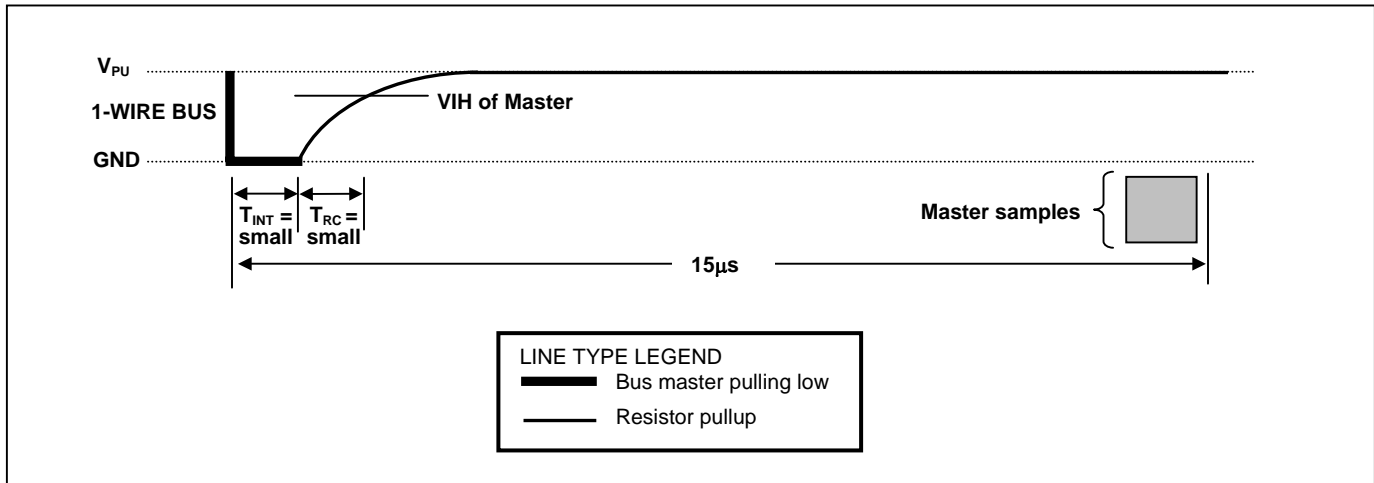 VPU
1-WIRE BUS
VIH of Master
GND
TINT =
small
TRC =
small
Master samples
15μs
LINE TYPE LEGEND
Bus master pulling low
Resistor pullup